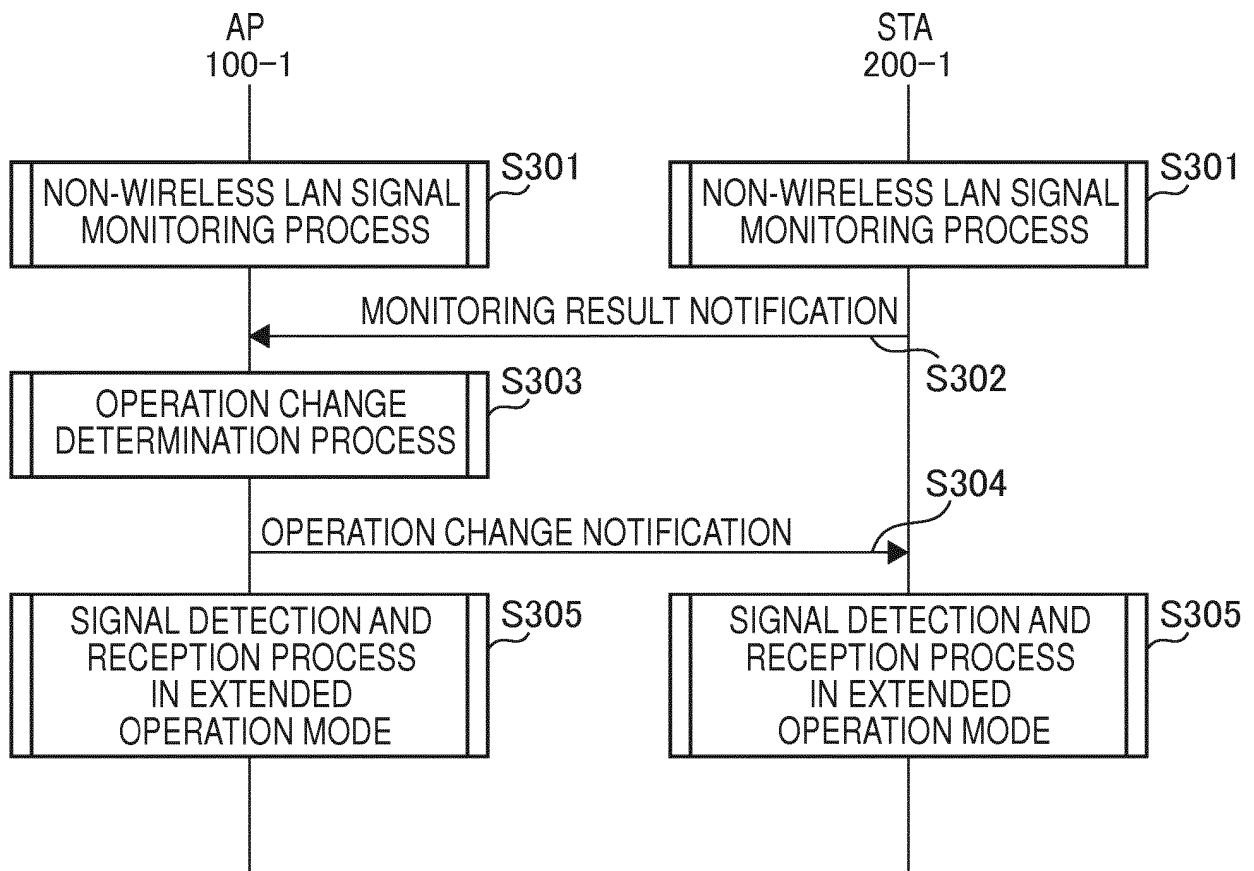 AP
100-1
STA
200-1
NON-WIRELESS LAN SIGNAL
MONITORING PROCESS
S301
NON-WIRELESS LAN SIGNAL
MONITORING PROCESS
S301
MONITORING RESULT NOTIFICATION
S302
OPERATION CHANGE
DETERMINATION PROCESS
S303
S304
OPERATION CHANGE NOTIFICATION
SIGNAL DETECTION AND
RECEPTION PROCESS
IN EXTENDED
OPERATION MODE
S305
SIGNAL DETECTION AND
RECEPTION PROCESS
IN EXTENDED
OPERATION MODE
S305